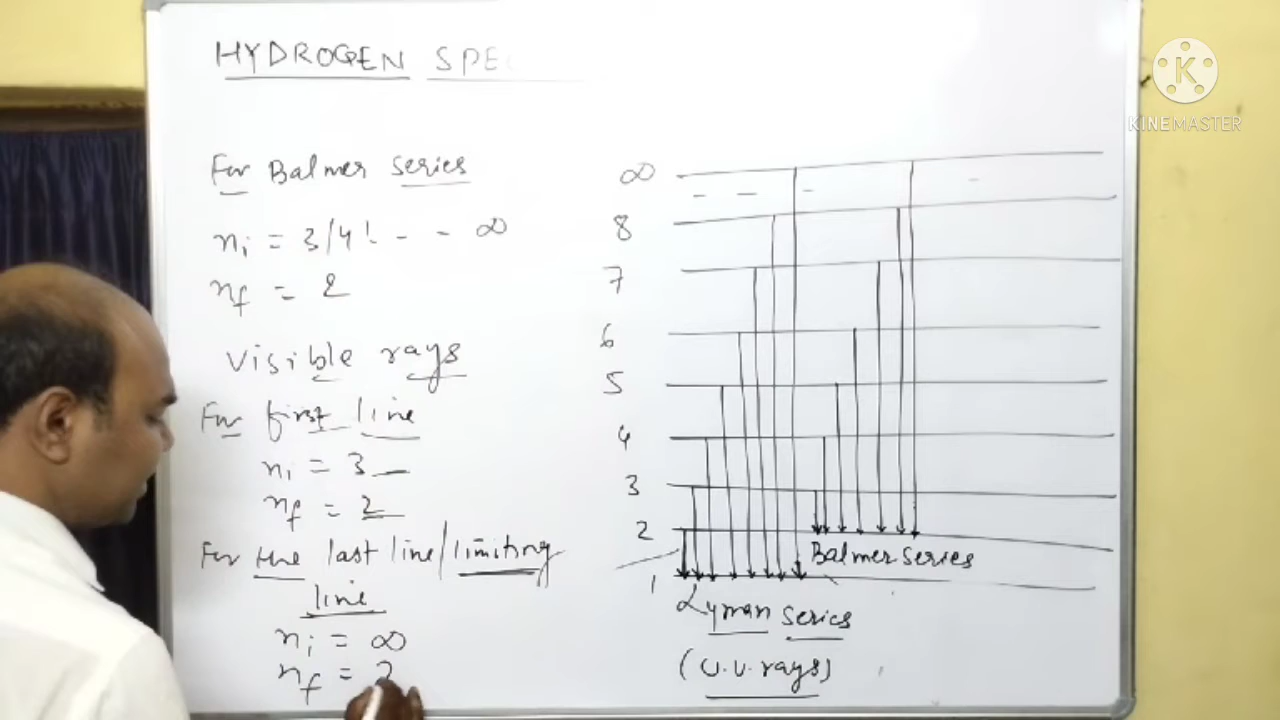 HYDROGEN SPE
For Balmer series
ni = 3/4! - - ∞
nf = 2
Visible rays
For first line
ni = 3
nf = 2
For the last line/limiting
line
ni = ∞
nf = 2
∞
8
7
6
5
4
3
2
1
Balmer series
Lyman series
(U.V. rays)
K
KINEMASTER